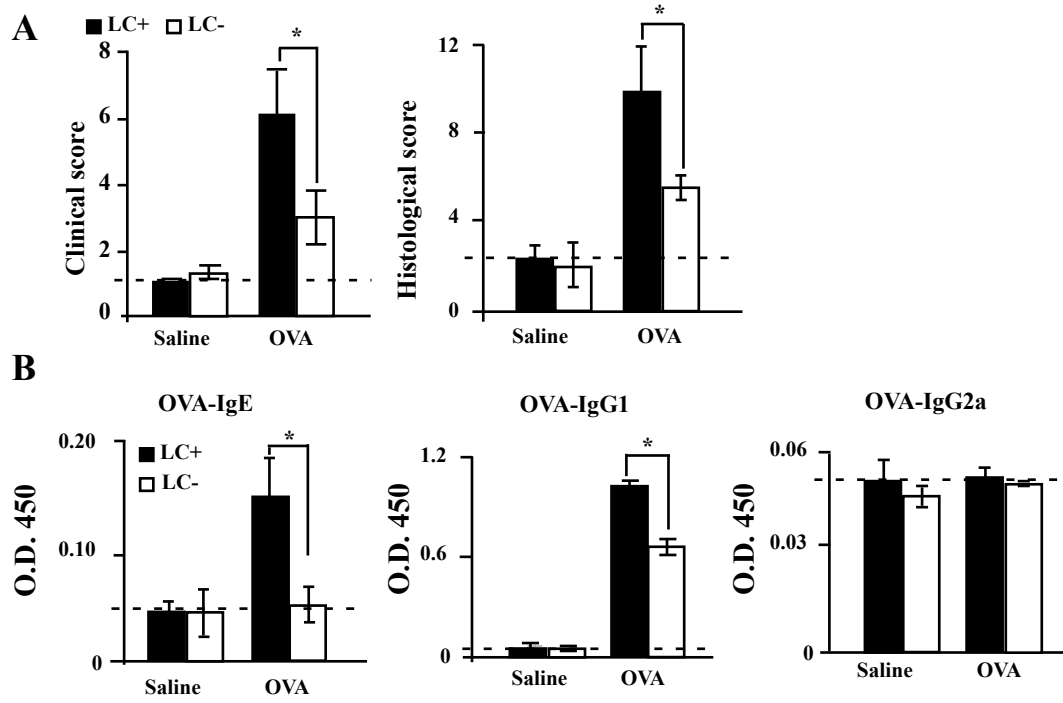 A
LC+ LC-
Clinical score
8
6
4
2
0
*
Saline OVA
Histological score
12
8
4
0
*
Saline OVA
B
OVA-IgE
O.D. 450
0.20
0.10
0
LC+
LC-
*
Saline OVA
OVA-IgG1
O.D. 450
1.2
0.6
0
*
Saline OVA
OVA-IgG2a
O.D. 450
0.06
0.03
0
Saline OVA